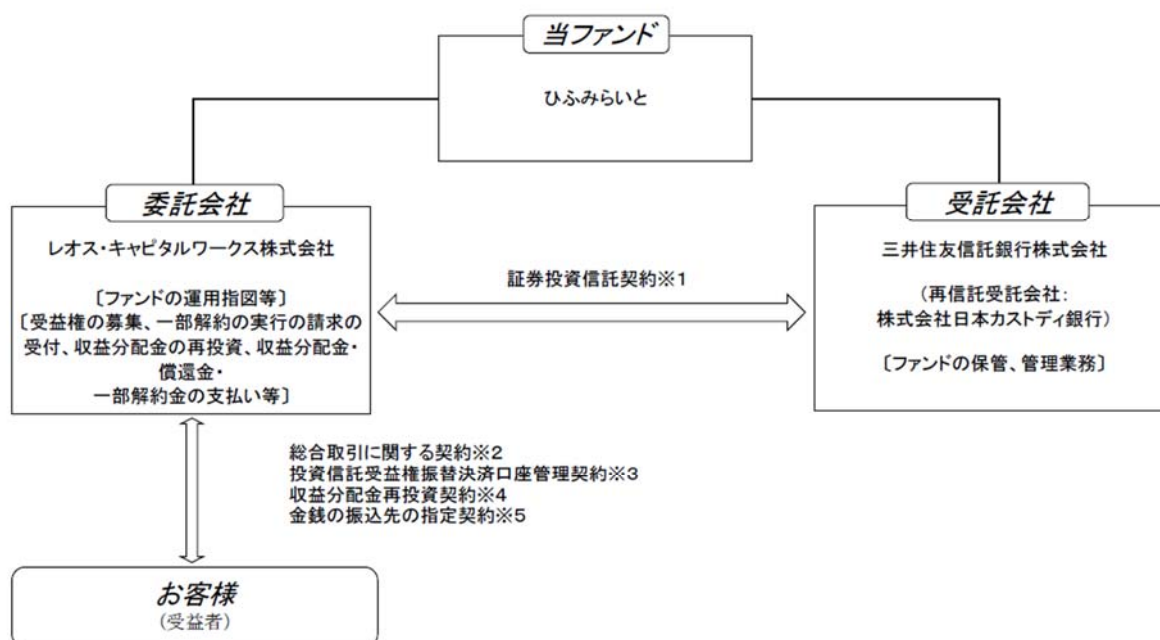 当ファンド
ひふみらいと
委託会社
レオス・キャピタルワークス株式会社
〔ファンドの運用指図等〕
〔受益権の募集、一部解約の実行の請求の
受付、収益分配金の再投資、収益分配金・
償還金・
一部解約金の支払い等〕
証券投資信託契約※1
受託会社
三井住友信託銀行株式会社
(再信託受託会社:
株式会社日本カストディ銀行)
〔ファンドの保管、管理業務〕
総合取引に関する契約※2
投資信託受益権振替決済口座管理契約※3
収益分配金再投資契約※4
金銭の振込先の指定契約※5
お客様
(受益者)